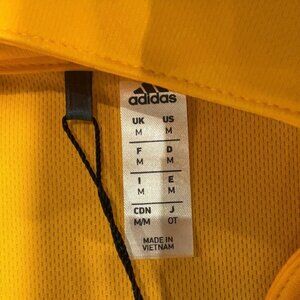 adidas
UK US
M M
F D
M M
I E
M M
CDN J
M/M OT
MADE IN
VIETNAM